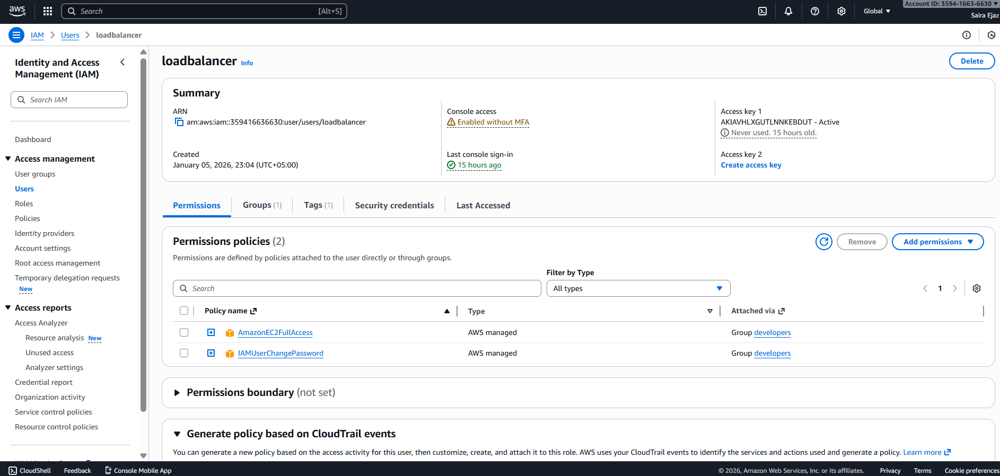 aws
Search [Alt+S]
Global
Account ID: 3594-1663-6630
Saira Ejaz
IAM > Users > loadbalancer
Identity and Access Management (IAM)
Search IAM
Dashboard
Access management
User groups
Users
Roles
Policies
Identity providers
Account settings
Root access management
Temporary delegation requests
New
Access reports
Access Analyzer
Resource analysis New
Unused access
Analyzer settings
Credential report
Organization activity
Service control policies
Resource control policies
loadbalancer Info
Delete
Summary
ARN
arn:aws:iam::359416636630:user/users/loadbalancer
Created
January 05, 2026, 23:04 (UTC+05:00)
Console access
Enabled without MFA
Last console sign-in
15 hours ago
Access key 1
AKIAVHLXGUTLNNKEBDUT - Active
Never used. 15 hours old.
Access key 2
Create access key
Permissions
Groups (1)
Tags (1)
Security credentials
Last Accessed
Permissions policies (2)
Remove
Add permissions
Permissions are defined by policies attached to the user directly or through groups.
Filter by Type
Search
All types
1
Policy name
Type
Attached via
AmazonEC2FullAccess AWS managed Group developers
IAMUserChangePassword AWS managed Group developers
Permissions boundary (not set)
Generate policy based on CloudTrail events
You can generate a new policy based on the access activity for this user, then customize, create, and attach it to this role. AWS uses your CloudTrail events to identify the services and actions used and generate a policy. Learn more
CloudShell
Feedback
Console Mobile App
© 2026, Amazon Web Services, Inc. or its affiliates.
Privacy
Terms
Cookie preferences